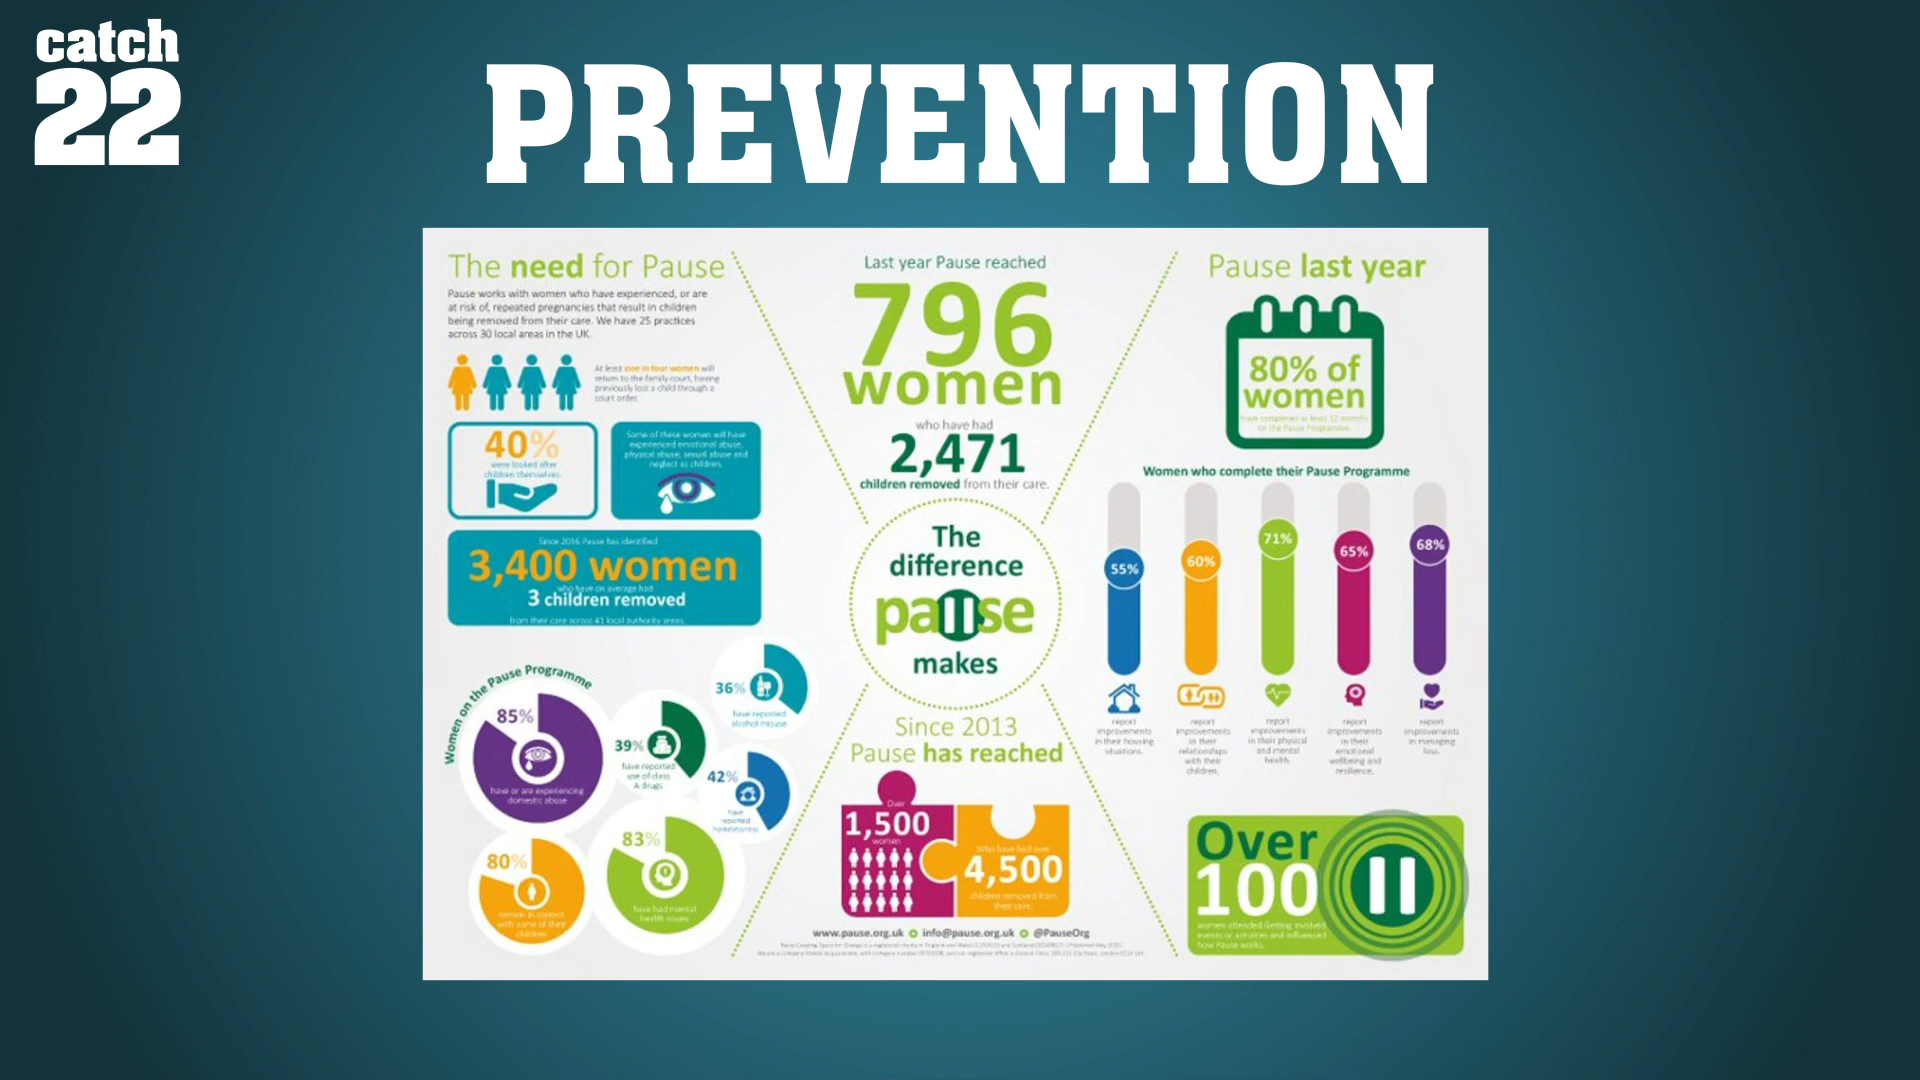 catch
22
PREVENTION
The need for Pause
Pause works with women who have experienced, or are
at risk of, repeated pregnancies that result in children
being removed from their care. We have 25 practices
across 30 local areas in the UK.
At least one in four women will
return to the family court, having
previously lost a child through a
court order.
40%
were looked after
children themselves.
Some of these women will have
experienced emotional abuse,
physical abuse, sexual abuse and
neglect as children.
Since 2016 Pause has identified
3,400 women
who have on average had
3 children removed
from their care across 41 local authority areas.
Women on the Pause Programme
85%
have or are experiencing
domestic abuse
39%
have reported
use of class
A drugs
36%
have reported
alcohol misuse
42%
have
reported
homelessness
80%
remain in contact
with some of their
children
83%
have had mental
health issues
Last year Pause reached
796
women
who have had
2,471
children removed from their care.
The
difference
pause
makes
Since 2013
Pause has reached
Over
1,500
women
Who have had over
4,500
children removed from
their care.
www.pause.org.uk info@pause.org.uk @PauseOrg
Pause last year
80% of
women
have completed at least 12 months
on the Pause Programme.
Women who complete their Pause Programme
55%
60%
71%
65%
68%
report
improvements
in their housing
situations.
report
improvements
in their
relationships
with their
children.
report
improvements
in their physical
and mental
health.
report
improvements
in their
emotional
wellbeing and
resilience.
report
improvements
in managing
loss.
Over
100
women attended Getting Involved
events or activities and influenced
how Pause works.